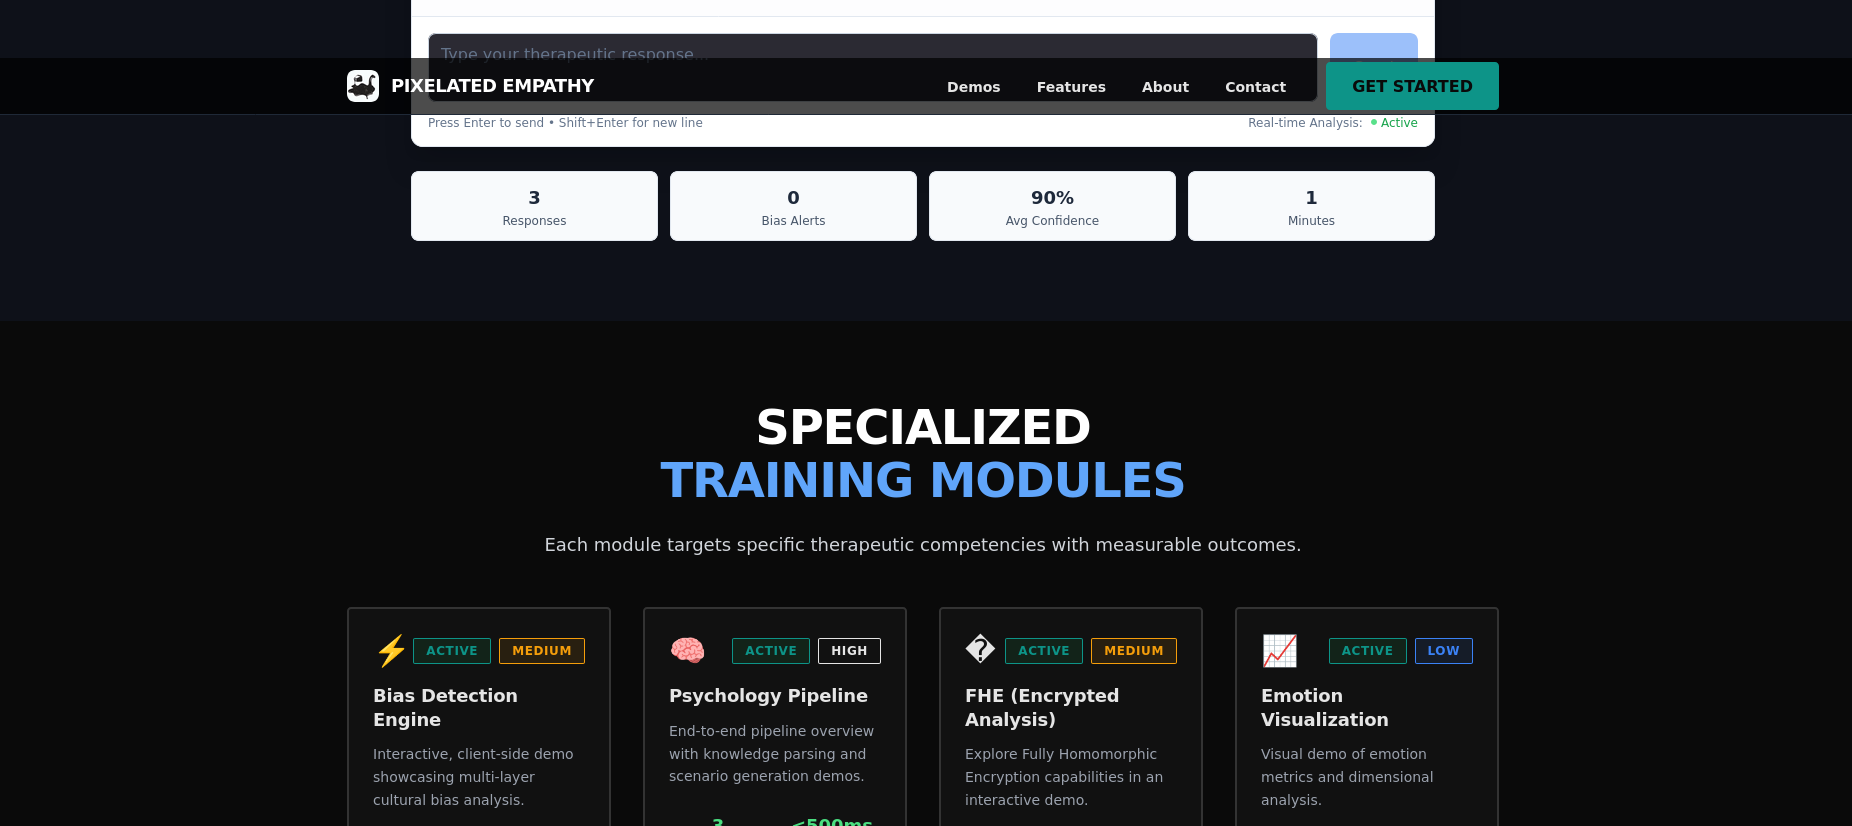 Type your therapeutic response...
PIXELATED EMPATHY
Demos
Features
About
Contact
GET STARTED
Press Enter to send • Shift+Enter for new line
Real-time Analysis: Active
3
Responses
0
Bias Alerts
90%
Avg Confidence
1
Minutes
SPECIALIZED
TRAINING MODULES
Each module targets specific therapeutic competencies with measurable outcomes.
ACTIVE
MEDIUM
Bias Detection
Engine
Interactive, client-side demo
showcasing multi-layer
cultural bias analysis.
ACTIVE
HIGH
Psychology Pipeline
End-to-end pipeline overview
with knowledge parsing and
scenario generation demos.
3
<500ms
ACTIVE
MEDIUM
FHE (Encrypted
Analysis)
Explore Fully Homomorphic
Encryption capabilities in an
interactive demo.
ACTIVE
LOW
Emotion
Visualization
Visual demo of emotion
metrics and dimensional
analysis.